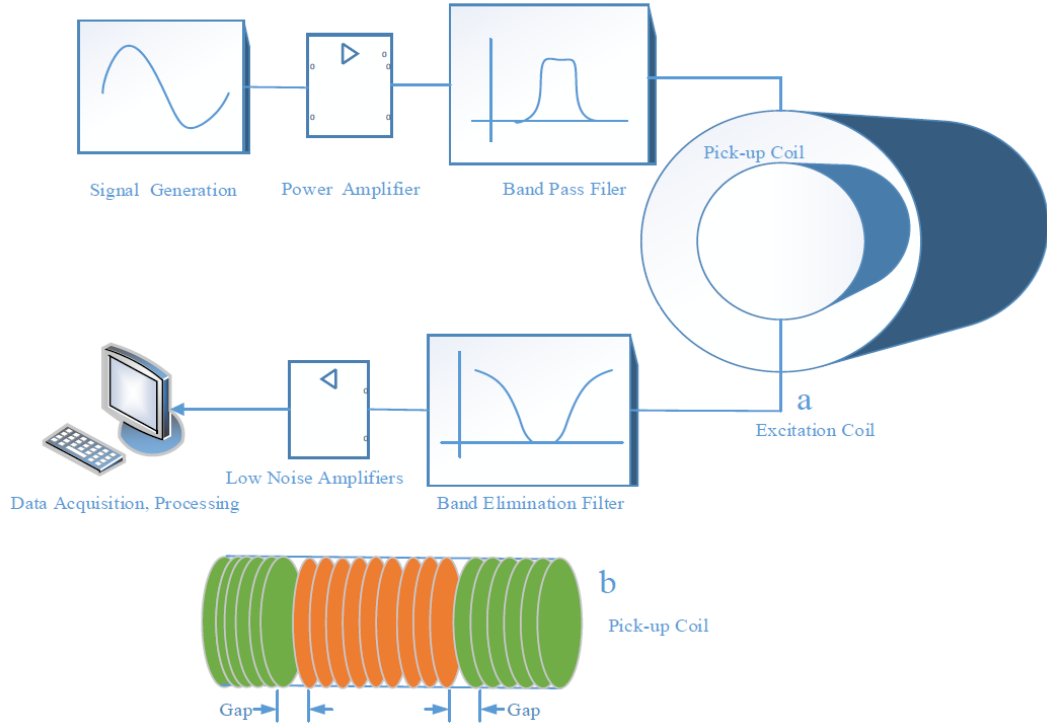 Signal Generation
Power Amplifier
Band Pass Filer
Pick-up Coil
a
Excitation Coil
Data Acquisition, Processing
Low Noise Amplifiers
Band Elimination Filter
b
Pick-up Coil
Gap
Gap